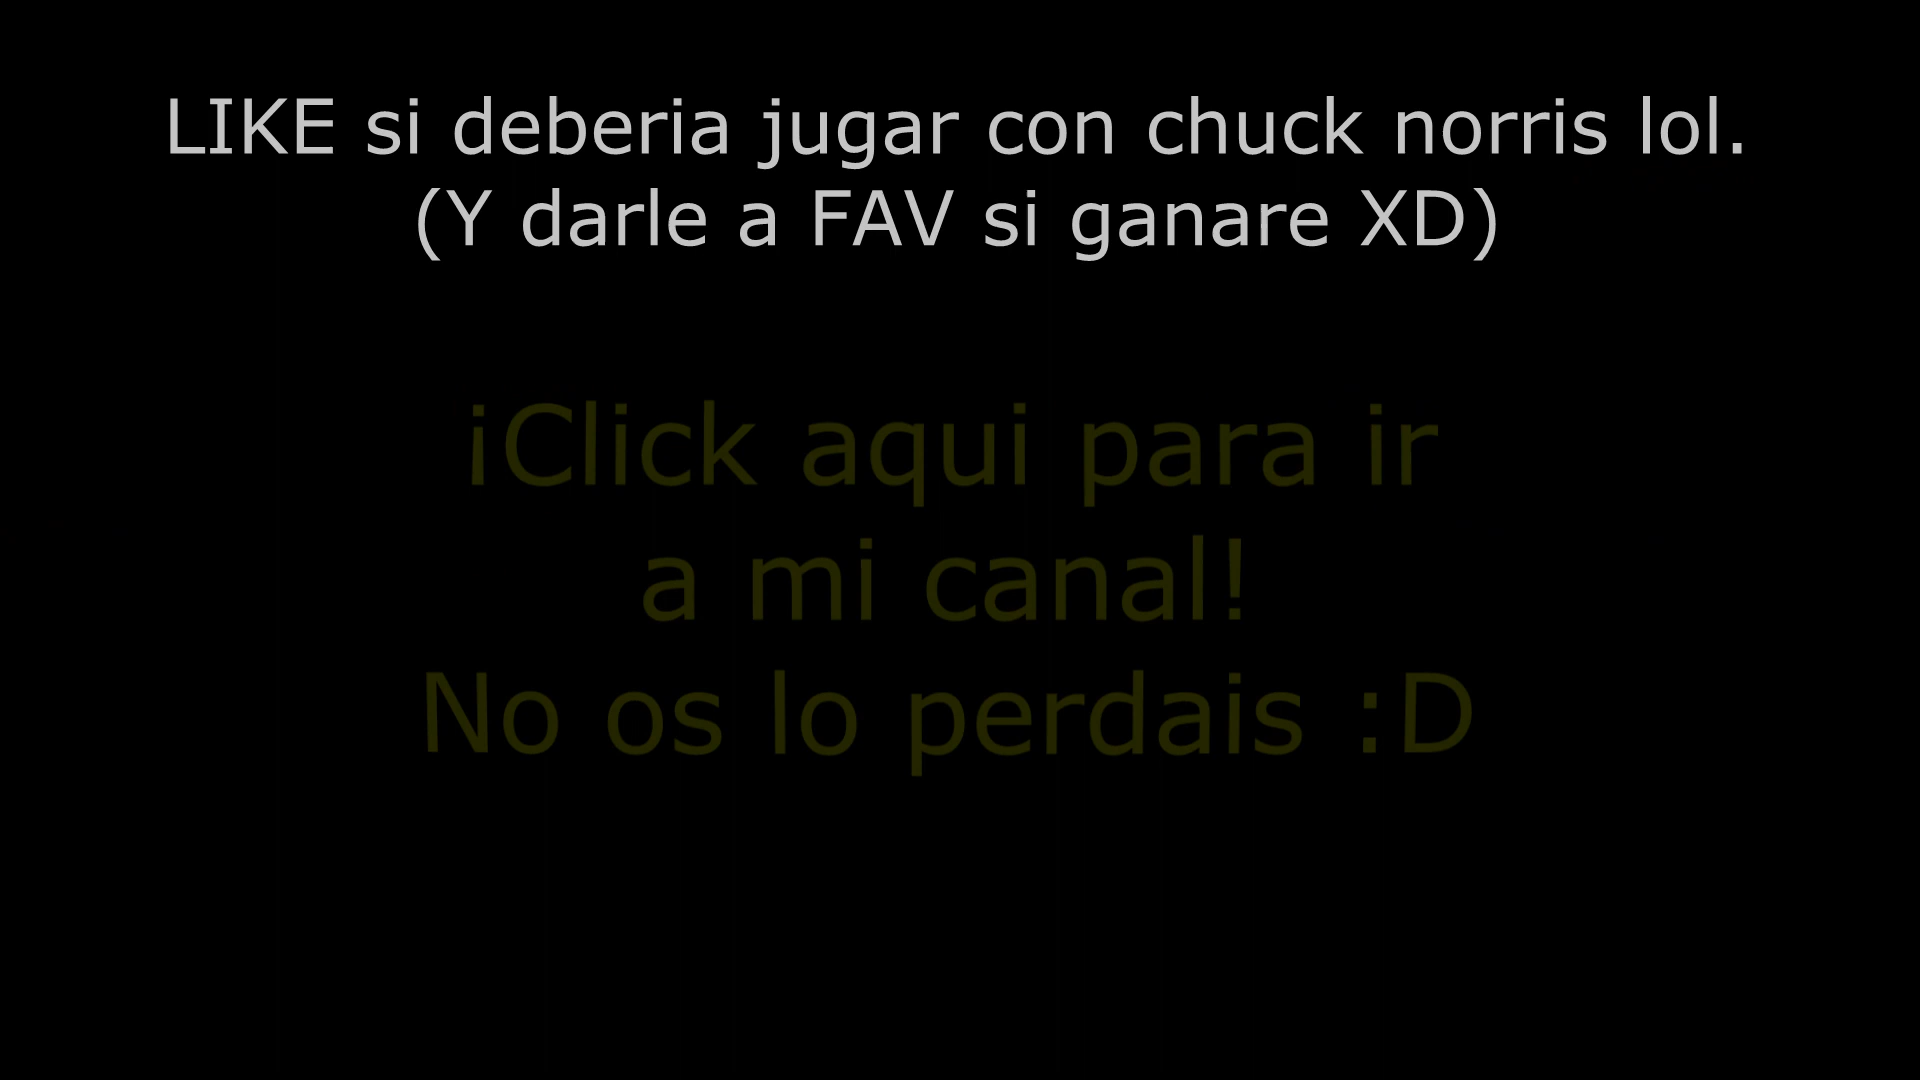 LIKE si deberia jugar con chuck norris lol.
(Y darle a FAV si ganare XD)
¡Click aqui para ir
a mi canal!
No os lo perdais :D